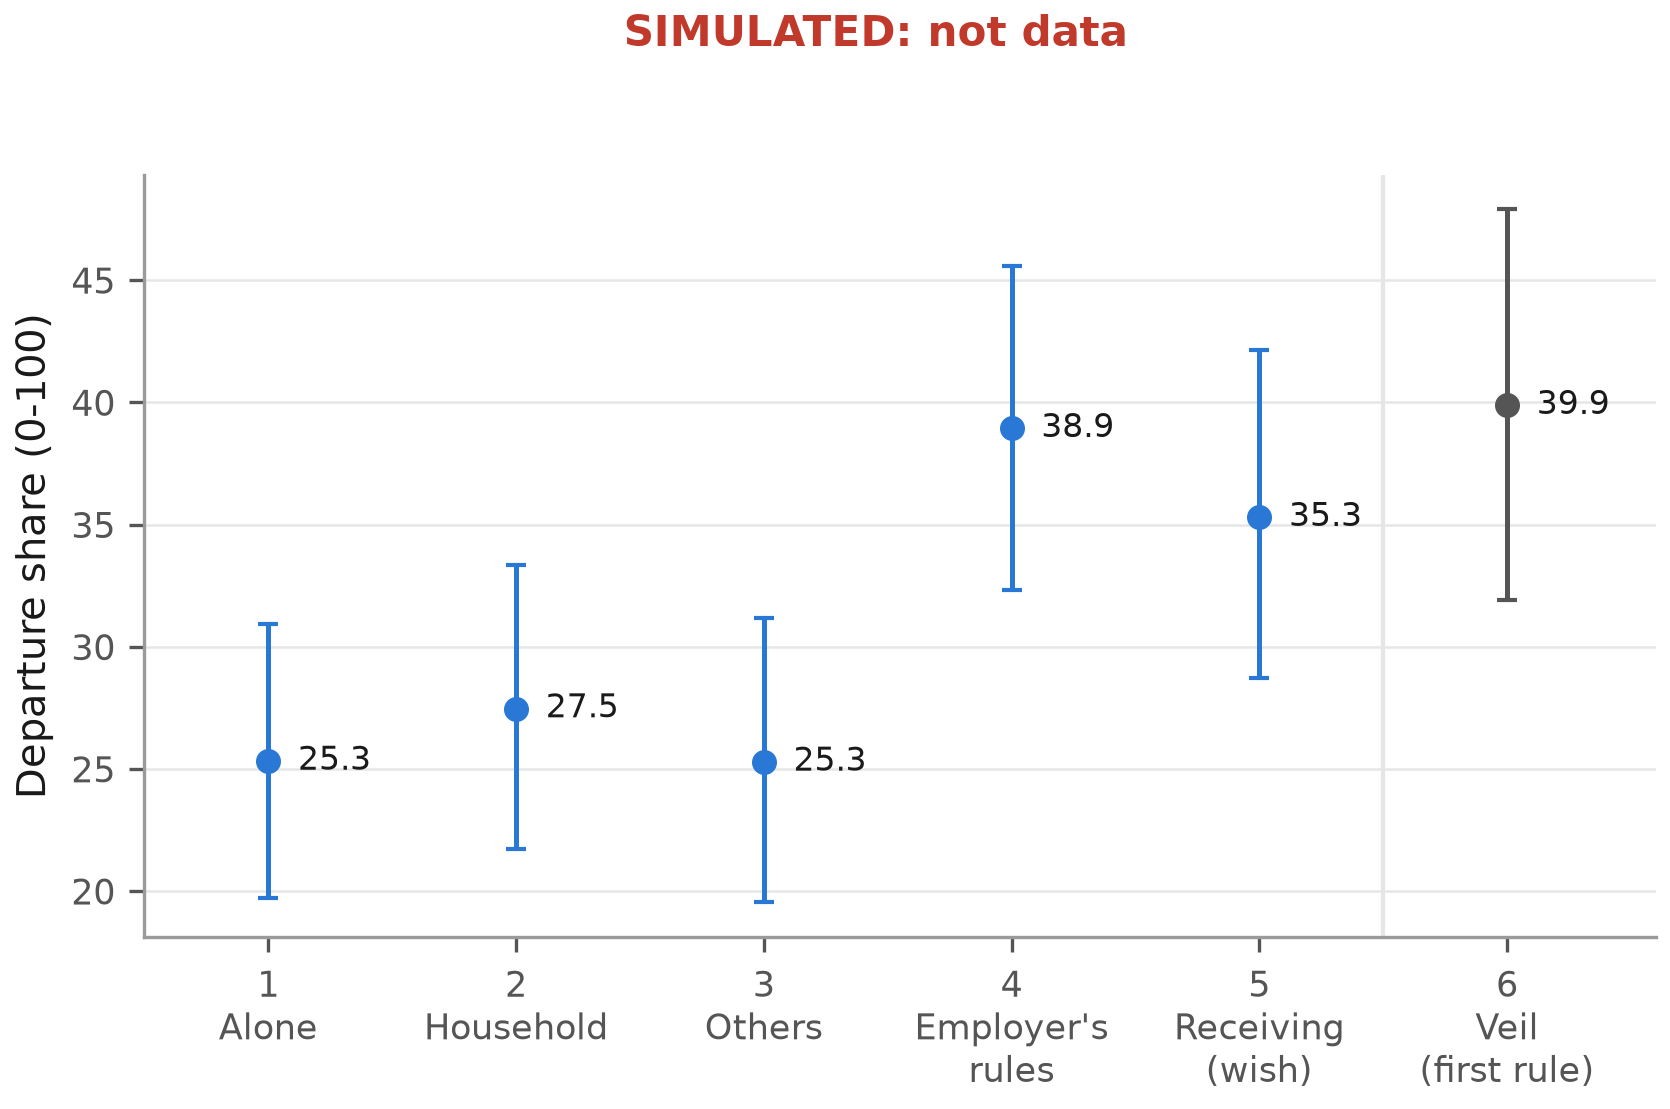 SIMULATED: not data
Departure share (0-100)
45
40
35
30
25
20
25.3
27.5
25.3
38.9
35.3
39.9
1
2
3
4
5
6
Alone
Household
Others
Employer's
rules
Receiving
(wish)
Veil
(first rule)